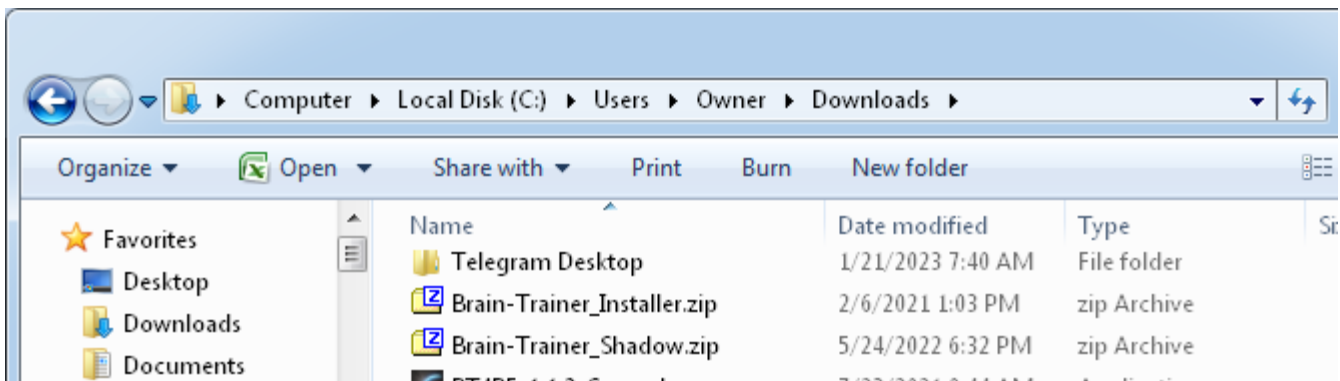 Computer Local Disk (C:) Users Owner Downloads
Organize Open Share with Print Burn New folder
Name Date modified Type
Favorites
Telegram Desktop 1/21/2023 7:40 AM File folder
Desktop
Brain-Trainer_Installer.zip 2/6/2021 1:03 PM zip Archive
Downloads
Brain-Trainer_Shadow.zip 5/24/2022 6:32 PM zip Archive
Documents